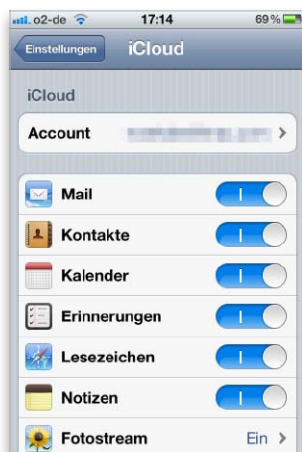 o2-de 17:14 69%
Einstellungen iCloud
iCloud
Account
Mail
Kontakte
Kalender
Erinnerungen
Lesezeichen
Notizen
Fotostream Ein